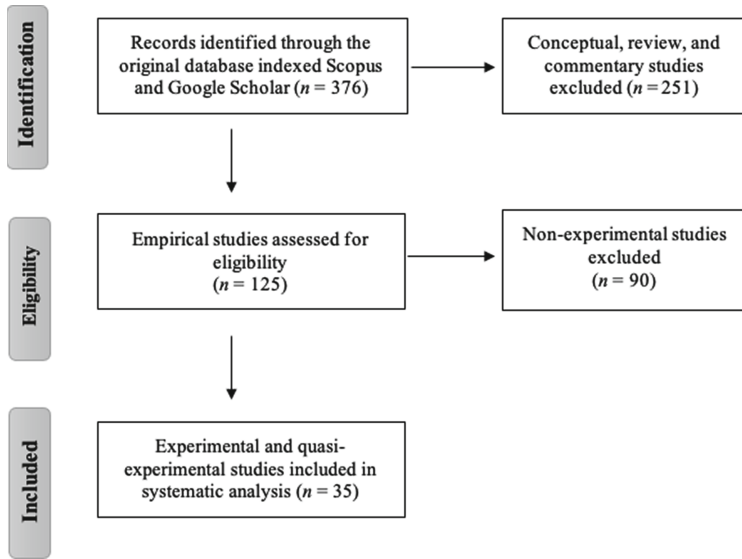 Identification
Records identified through the
original database indexed Scopus
and Google Scholar (n = 376)
Conceptual, review, and
commentary studies
excluded (n = 251)
Eligibility
Empirical studies assessed for
eligibility
(n = 125)
Non-experimental studies
excluded
(n = 90)
Included
Experimental and quasi-
experimental studies included in
systematic analysis (n = 35)